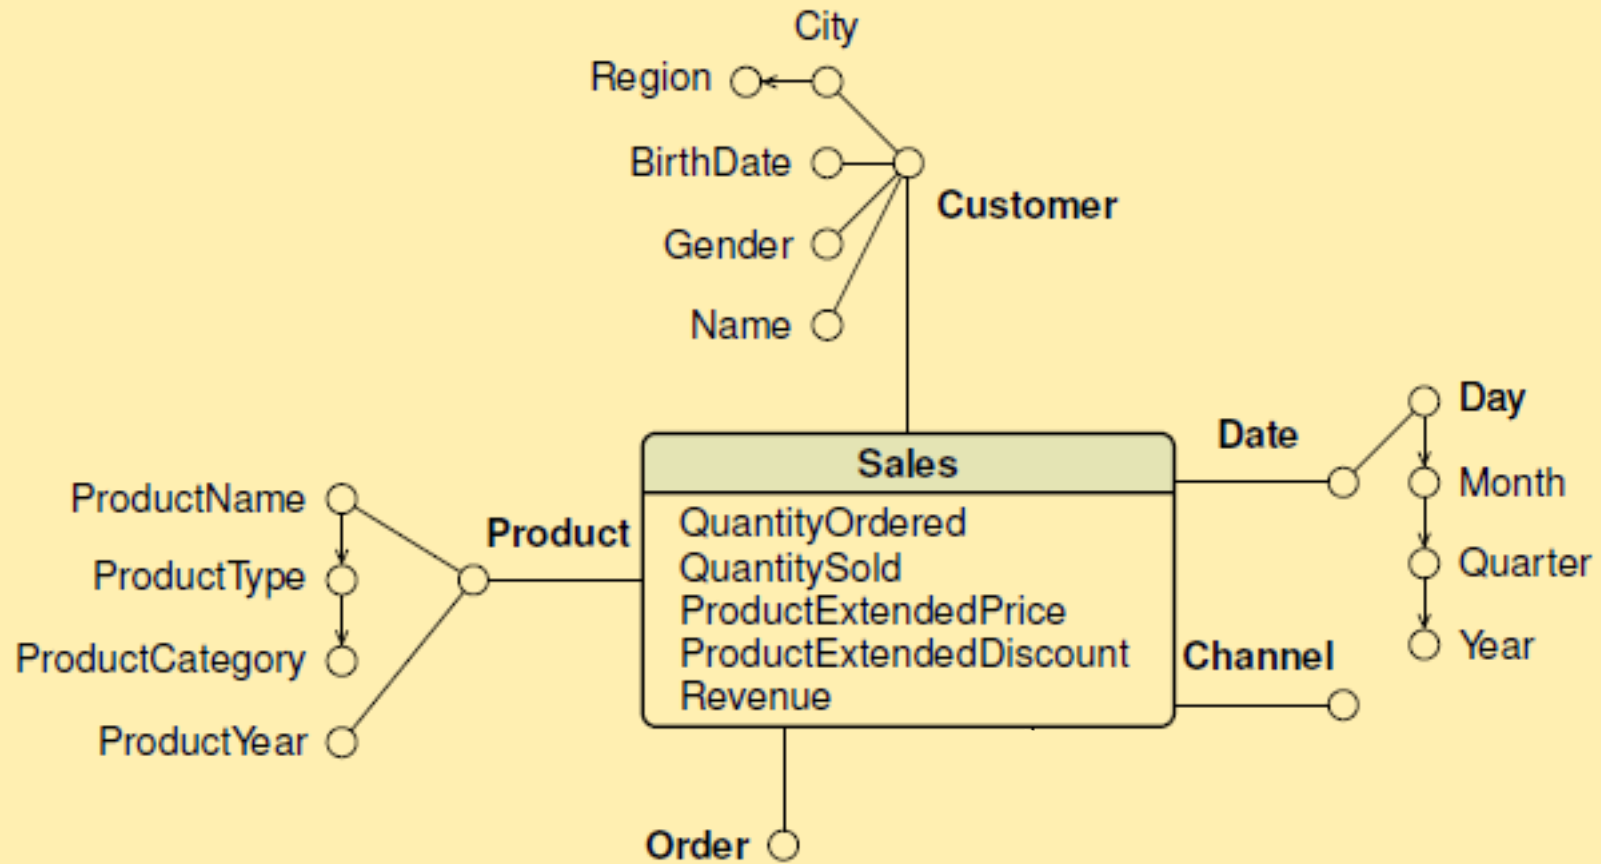 City
Region
BirthDate
Customer
Gender
Name
Day
Date
Sales
Month
ProductName
QuantityOrdered
Product
Quarter
QuantitySold
ProductType
ProductExtendedPrice
Year
ProductExtendedDiscount
Channel
ProductCategory
Revenue
ProductYear
Order